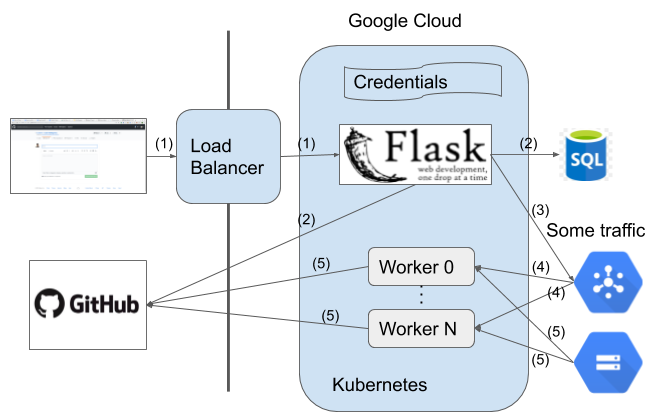 Google Cloud
Credentials
(1)
Load
Balancer
(1)
Flask
web development,
one drop at a time
(2)
SQL
(2)
(3)
Some traffic
GitHub
(5)
Worker 0
(4)
(4)
(5)
Worker N
(5)
(5)
Kubernetes